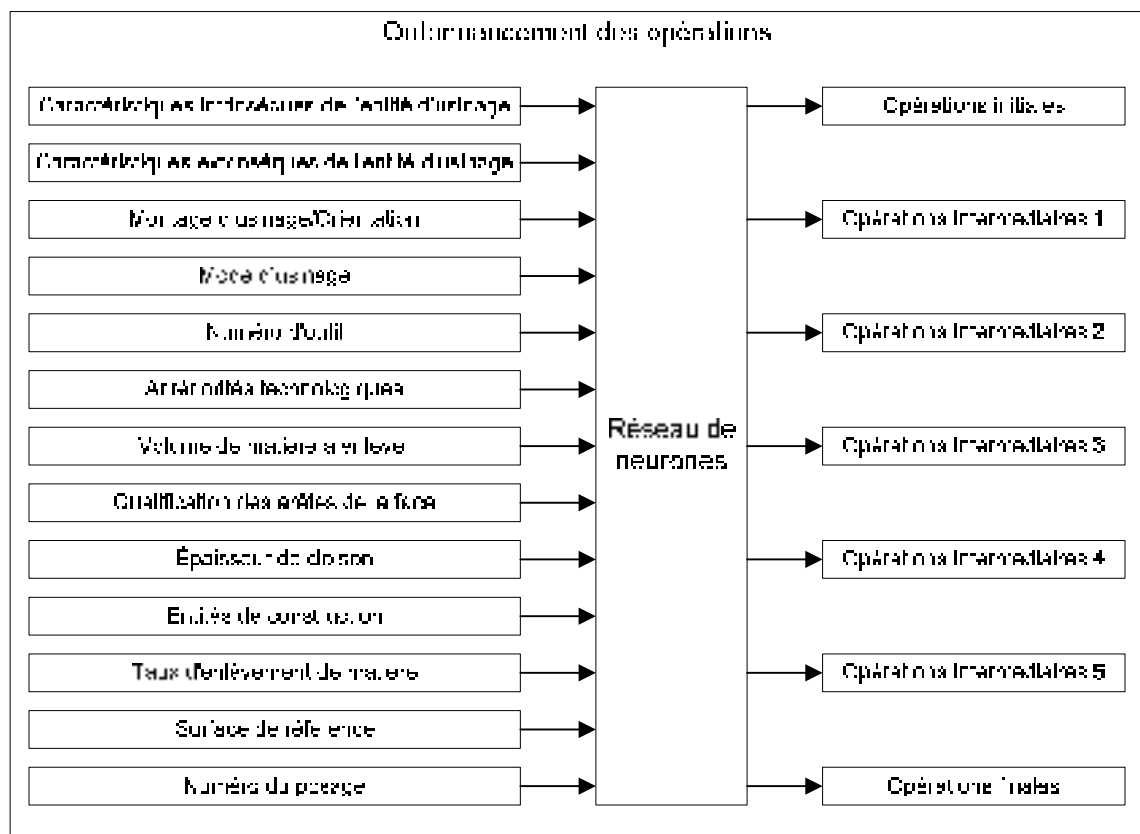 Ordonnancement des opérations
Caractéristiques intrinsèques de l'entité d'usinage
Caractéristiques extrinsèques de l'entité d'usinage
Montage d'usinage/Orientation
Mode d'usinage
Numéro d'outil
Antériorités technologiques
Volume de matière à enlever
Qualification des arêtes de la face
Épaisseur de cloison
Entités de construction
Taux d'enlèvement de matière
Surface de référence
Numéro du posage
Réseau de
neurones
Opérations initiales
Opérations intermédiaires 1
Opérations intermédiaires 2
Opérations intermédiaires 3
Opérations intermédiaires 4
Opérations intermédiaires 5
Opérations finales